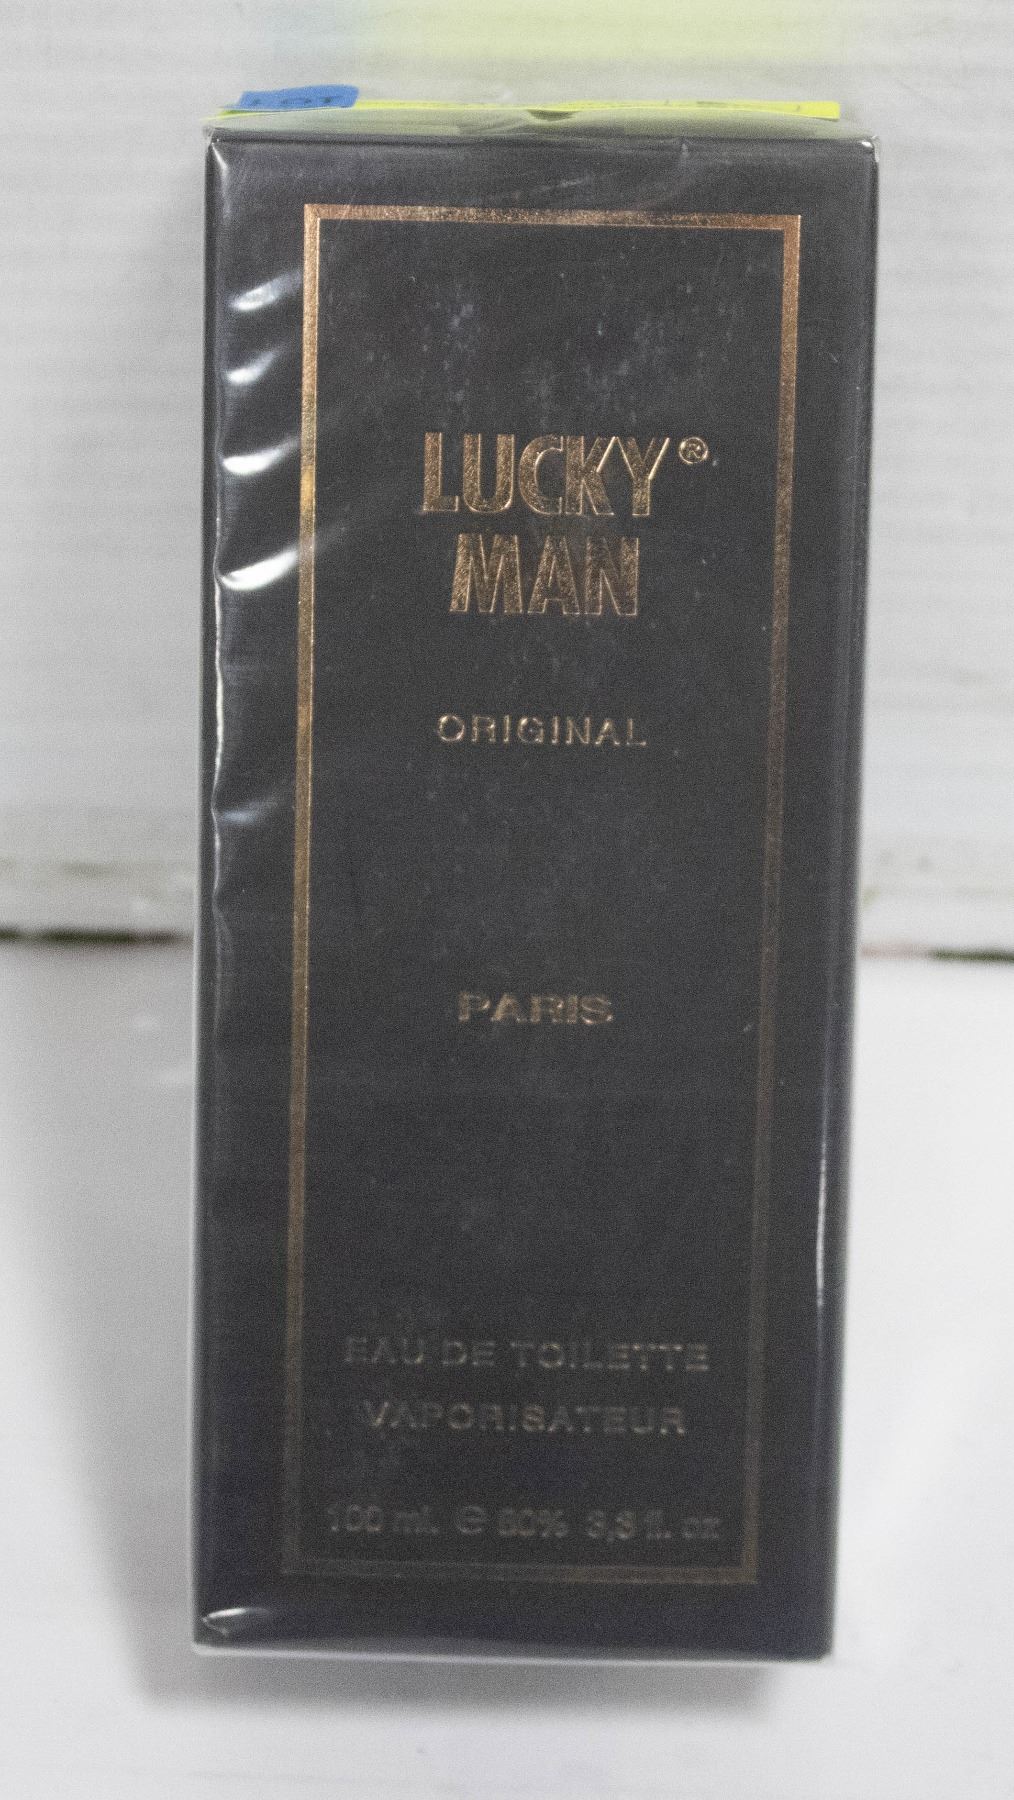 LUCKY®
MAN
ORIGINAL
PARIS
EAU DE TOILETTE
VAPORISATEUR
100 ml. ℮ 80% 3,3 fl. oz